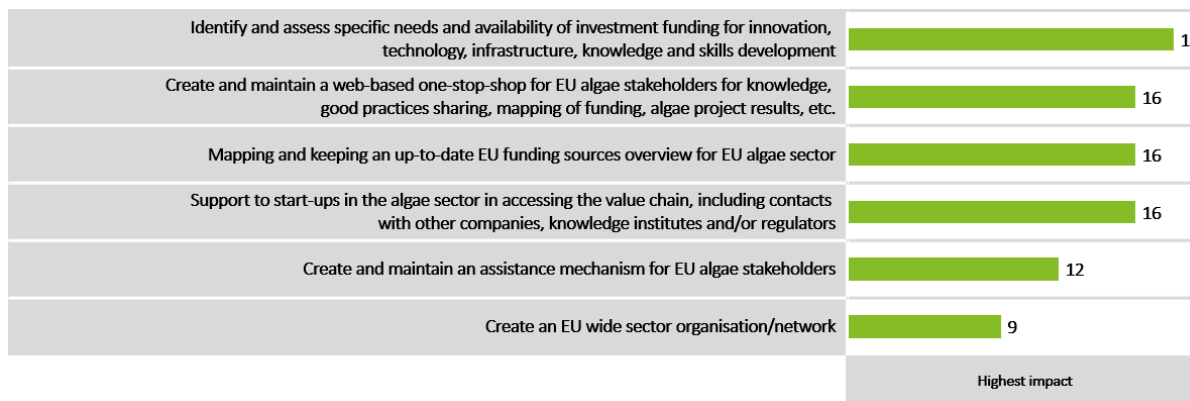 Identify and assess specific needs and availability of investment funding for innovation,
technology, infrastructure, knowledge and skills development
1
Create and maintain a web-based one-stop-shop for EU algae stakeholders for knowledge,
good practices sharing, mapping of funding, algae project results, etc.
16
Mapping and keeping an up-to-date EU funding sources overview for EU algae sector
16
Support to start-ups in the algae sector in accessing the value chain, including contacts
with other companies, knowledge institutes and/or regulators
16
Create and maintain an assistance mechanism for EU algae stakeholders
12
Create an EU wide sector organisation/network
9
Highest impact